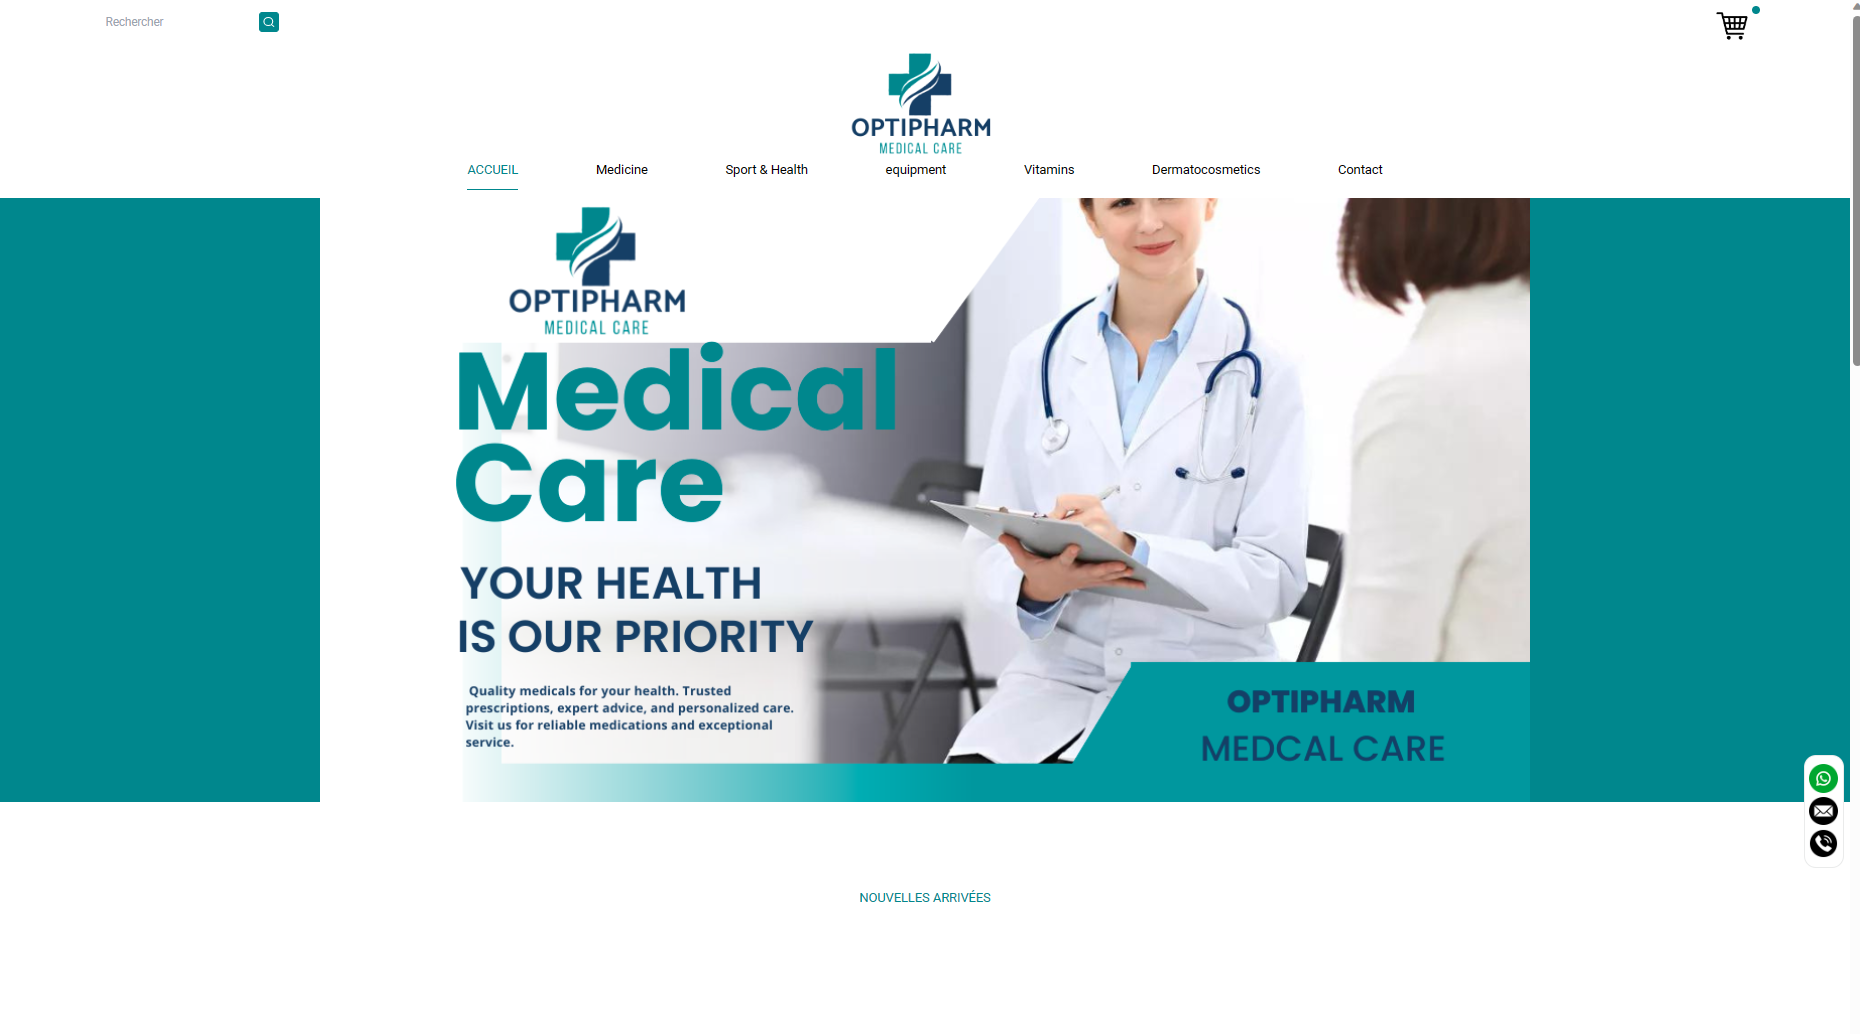 Rechercher
OPTIPHARM
MEDICAL CARE
ACCUEIL
Medicine
Sport & Health
equipment
Vitamins
Dermatocosmetics
Contact
OPTIPHARM
MEDICAL CARE
Medical
Care
YOUR HEALTH
IS OUR PRIORITY
Quality medicals for your health. Trusted
prescriptions, expert advice, and personalized care.
Visit us for reliable medications and exceptional
service.
OPTIPHARM
MEDCAL CARE
NOUVELLES ARRIVÉES